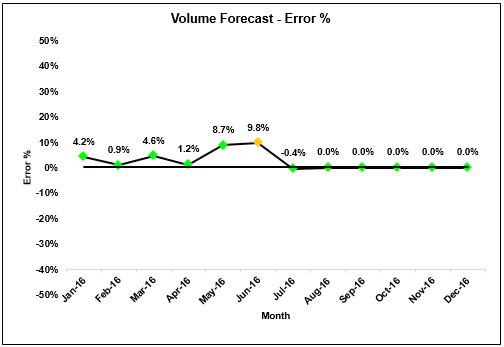 Volume Forecast - Error %
50%
40%
30%
20%
10%
0%
-10%
-20%
-30%
-40%
-50%
Error %
4.2%
0.9%
4.6%
1.2%
8.7%
9.8%
-0.4%
0.0%
0.0%
0.0%
0.0%
0.0%
Jan-16
Feb-16
Mar-16
Apr-16
May-16
Jun-16
Jul-16
Aug-16
Sep-16
Oct-16
Nov-16
Dec-16
Month